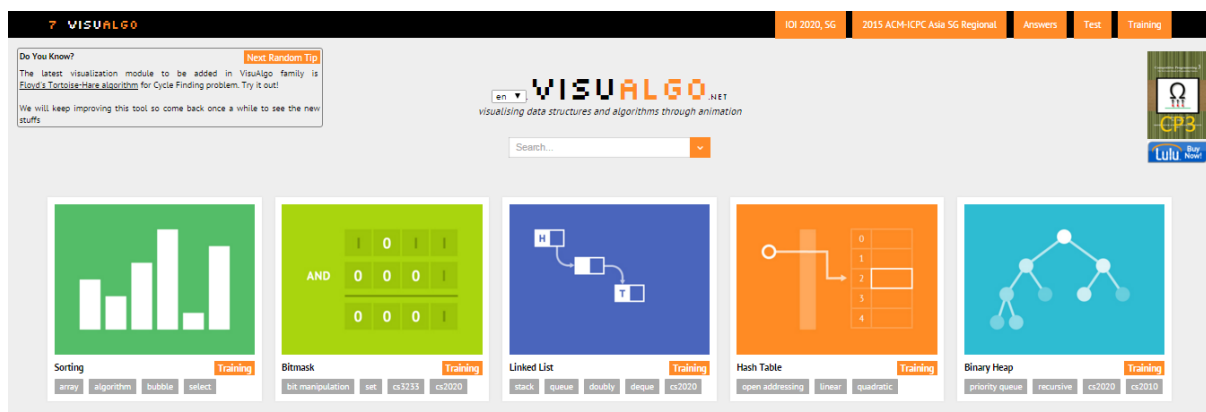 7 VISUALGO
IOI 2020, SG
2015 ACM-ICPC Asia SG Regional
Answers
Test
Training
Do You Know?
Next Random Tip
The latest visualization module to be added in VisuAlgo family is
Floyd's Tortoise-Hare algorithm for Cycle Finding problem. Try it out!
We will keep improving this tool so come back once a while to see the new
stuffs
en VISUALGO.NET
visualising data structures and algorithms through animation
Search...
CP3
Lulu Buy Now!
AND
1 0 1 1
0 0 0 1
0 0 0 1
H
T
0
1
2
3
4
Sorting Training
array algorithm bubble select
Bitmask Training
bit manipulation set cs3233 cs2020
Linked List Training
stack queue doubly deque cs2020
Hash Table Training
open addressing linear quadratic
Binary Heap Training
priority queue recursive cs2020 cs2010